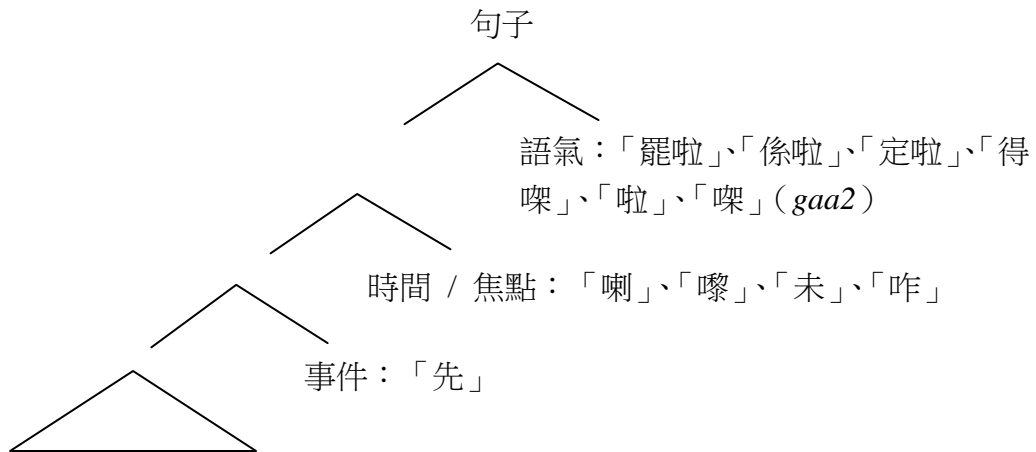 句子
語氣：「罷啦」、「係啦」、「定啦」、「得
㗎」、「啦」、「㗎」（gaa2）
時間 / 焦點：「喇」、「嚟」、「未」、「咋」
事件：「先」